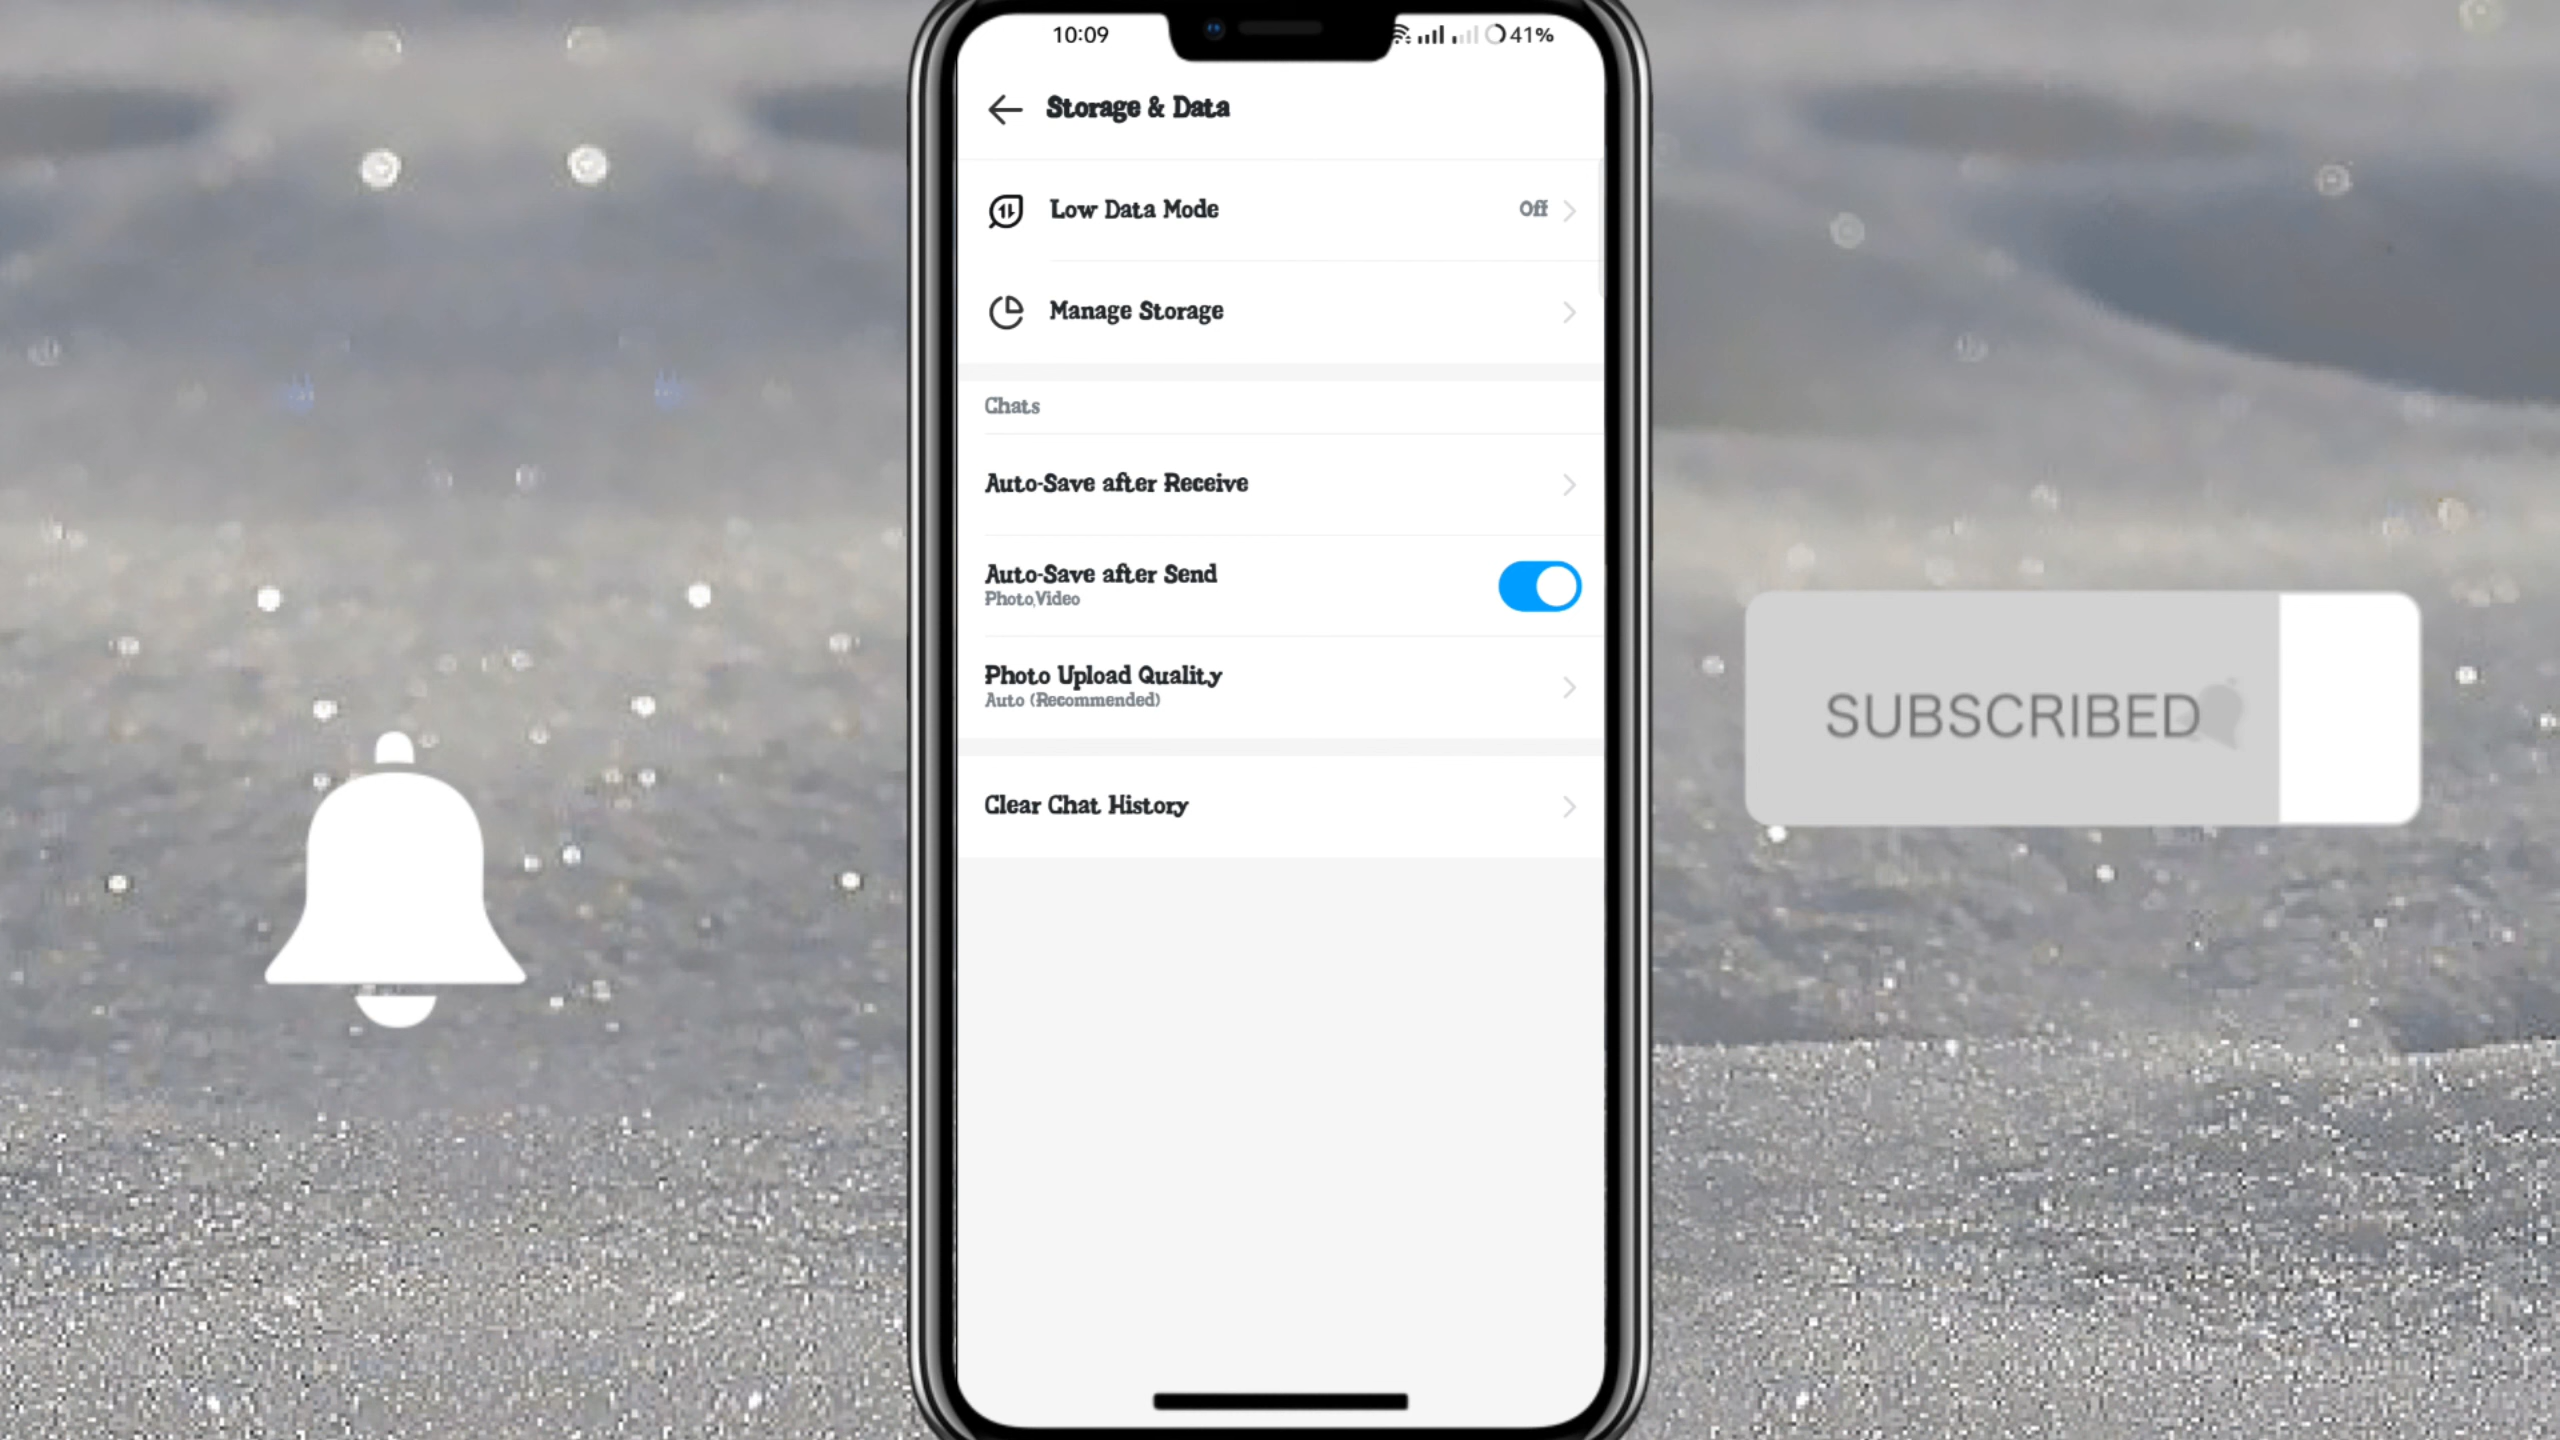 10:09
41%
Storage & Data
Low Data Mode
Off
Manage Storage
Chats
Auto-Save after Receive
Auto-Save after Send
Photo,Video
Photo Upload Quality
Auto (Recommended)
Clear Chat History
SUBSCRIBED